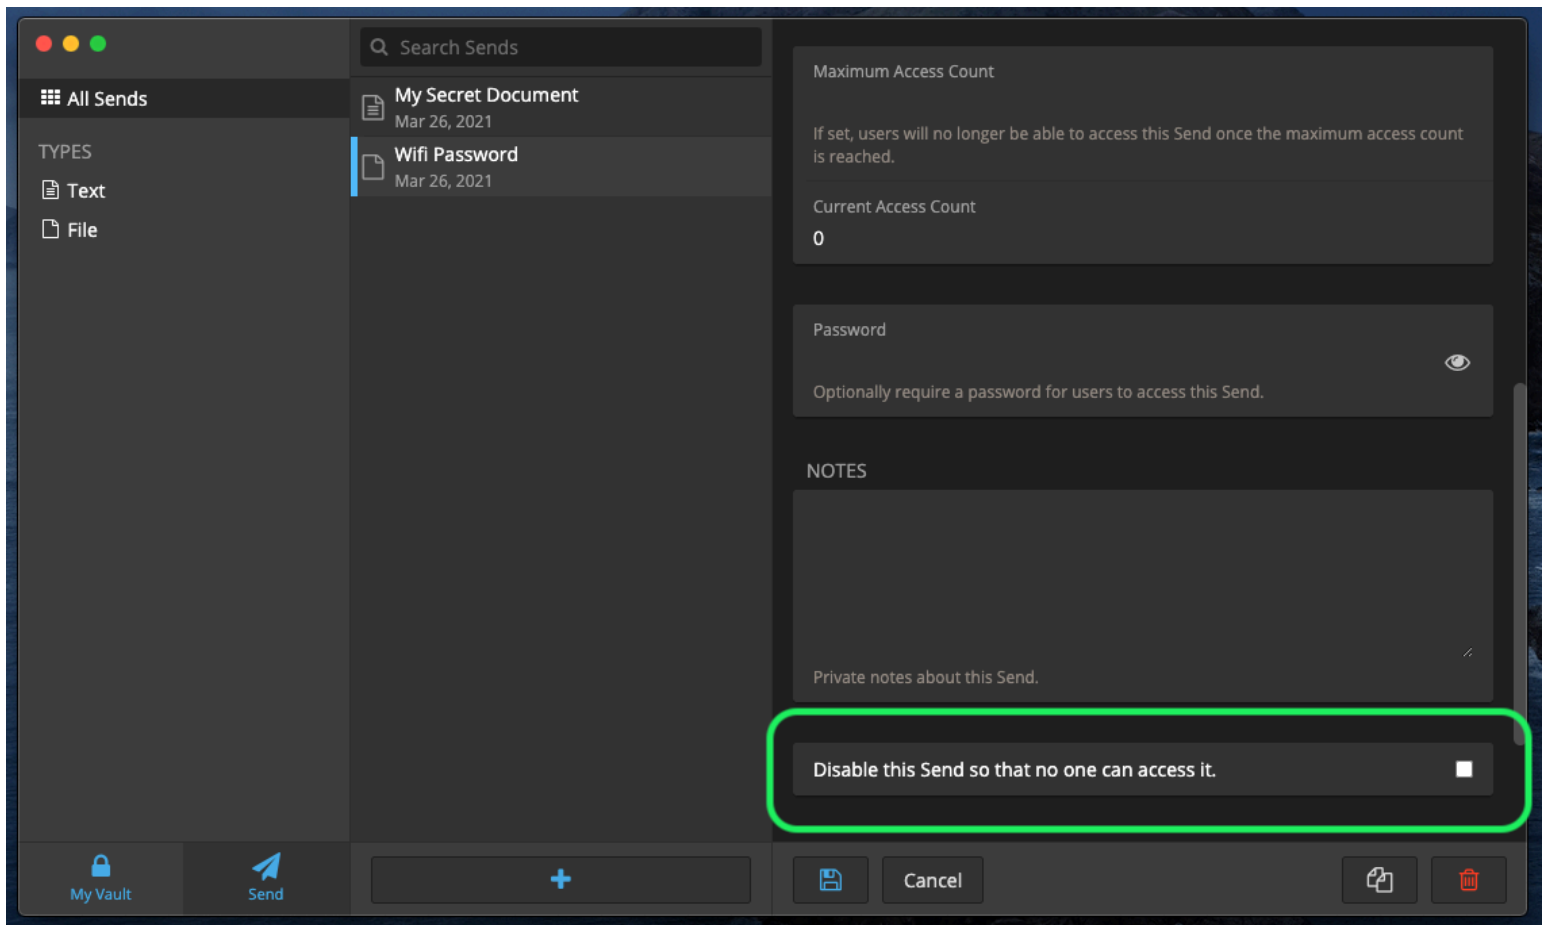 All Sends
TYPES
Text
File
My Vault
Send
Search Sends
My Secret Document
Mar 26, 2021
Wifi Password
Mar 26, 2021
Maximum Access Count
If set, users will no longer be able to access this Send once the maximum access count
is reached.
Current Access Count
0
Password
Optionally require a password for users to access this Send.
NOTES
Private notes about this Send.
Disable this Send so that no one can access it.
Cancel